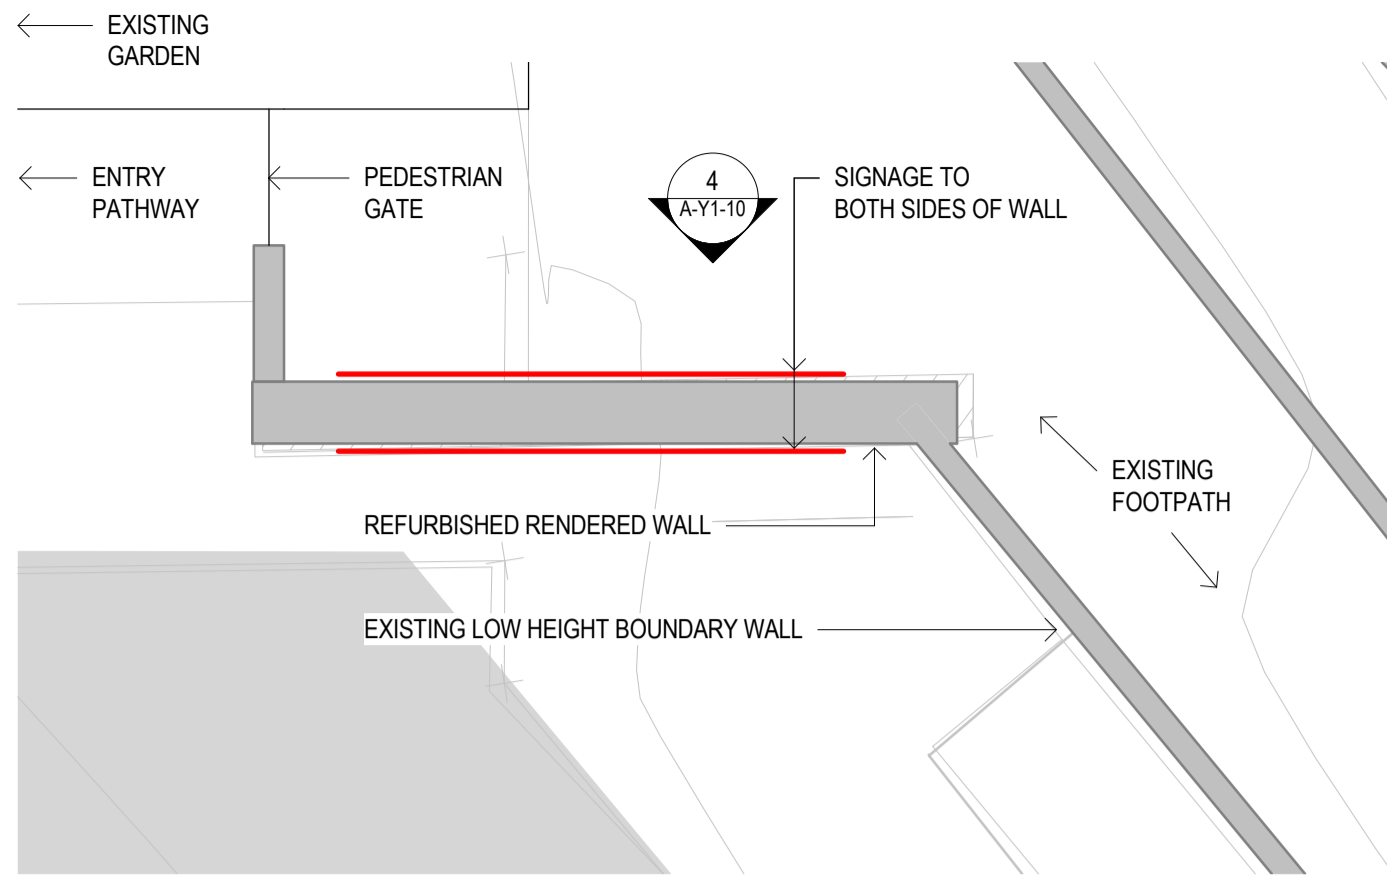 EXISTING
GARDEN
ENTRY
PATHWAY
PEDESTRIAN
GATE
4
A-Y1-10
SIGNAGE TO
BOTH SIDES OF WALL
EXISTING
FOOTPATH
REFURBISHED RENDERED WALL
EXISTING LOW HEIGHT BOUNDARY WALL